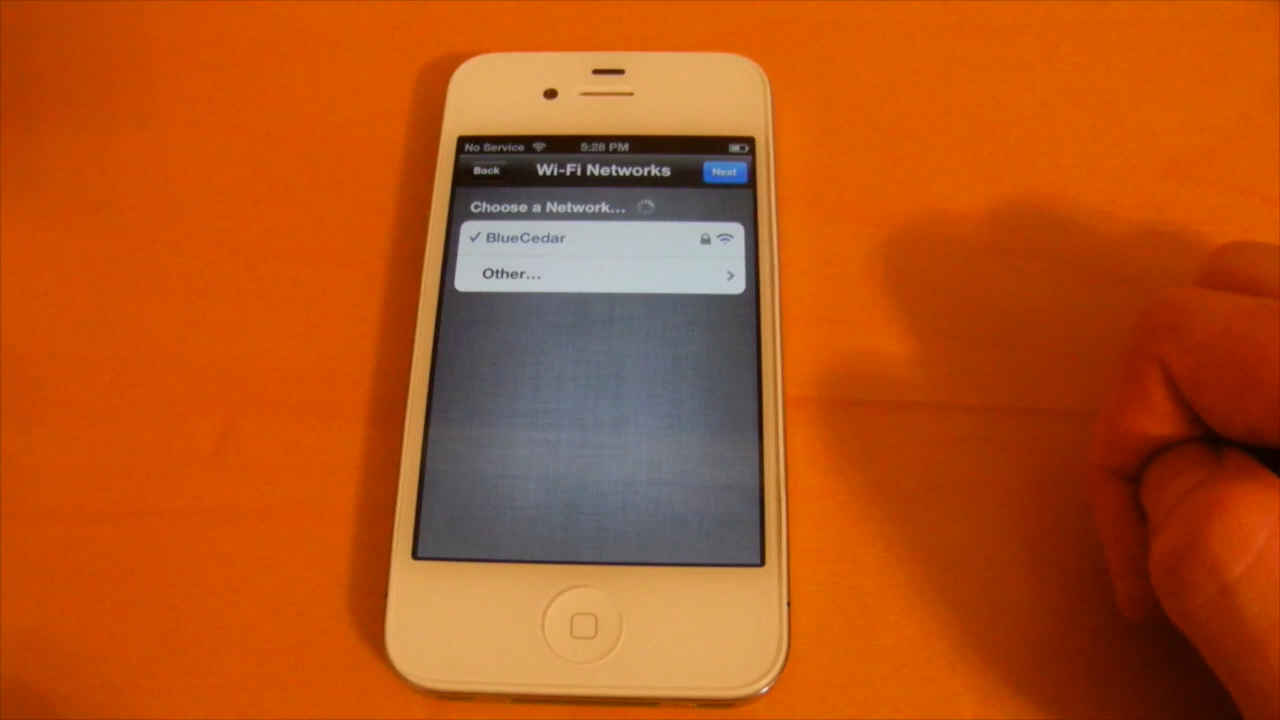 No Service 5:28 PM
Back Wi-Fi Networks Next
Choose a Network...
BlueCedar
Other...